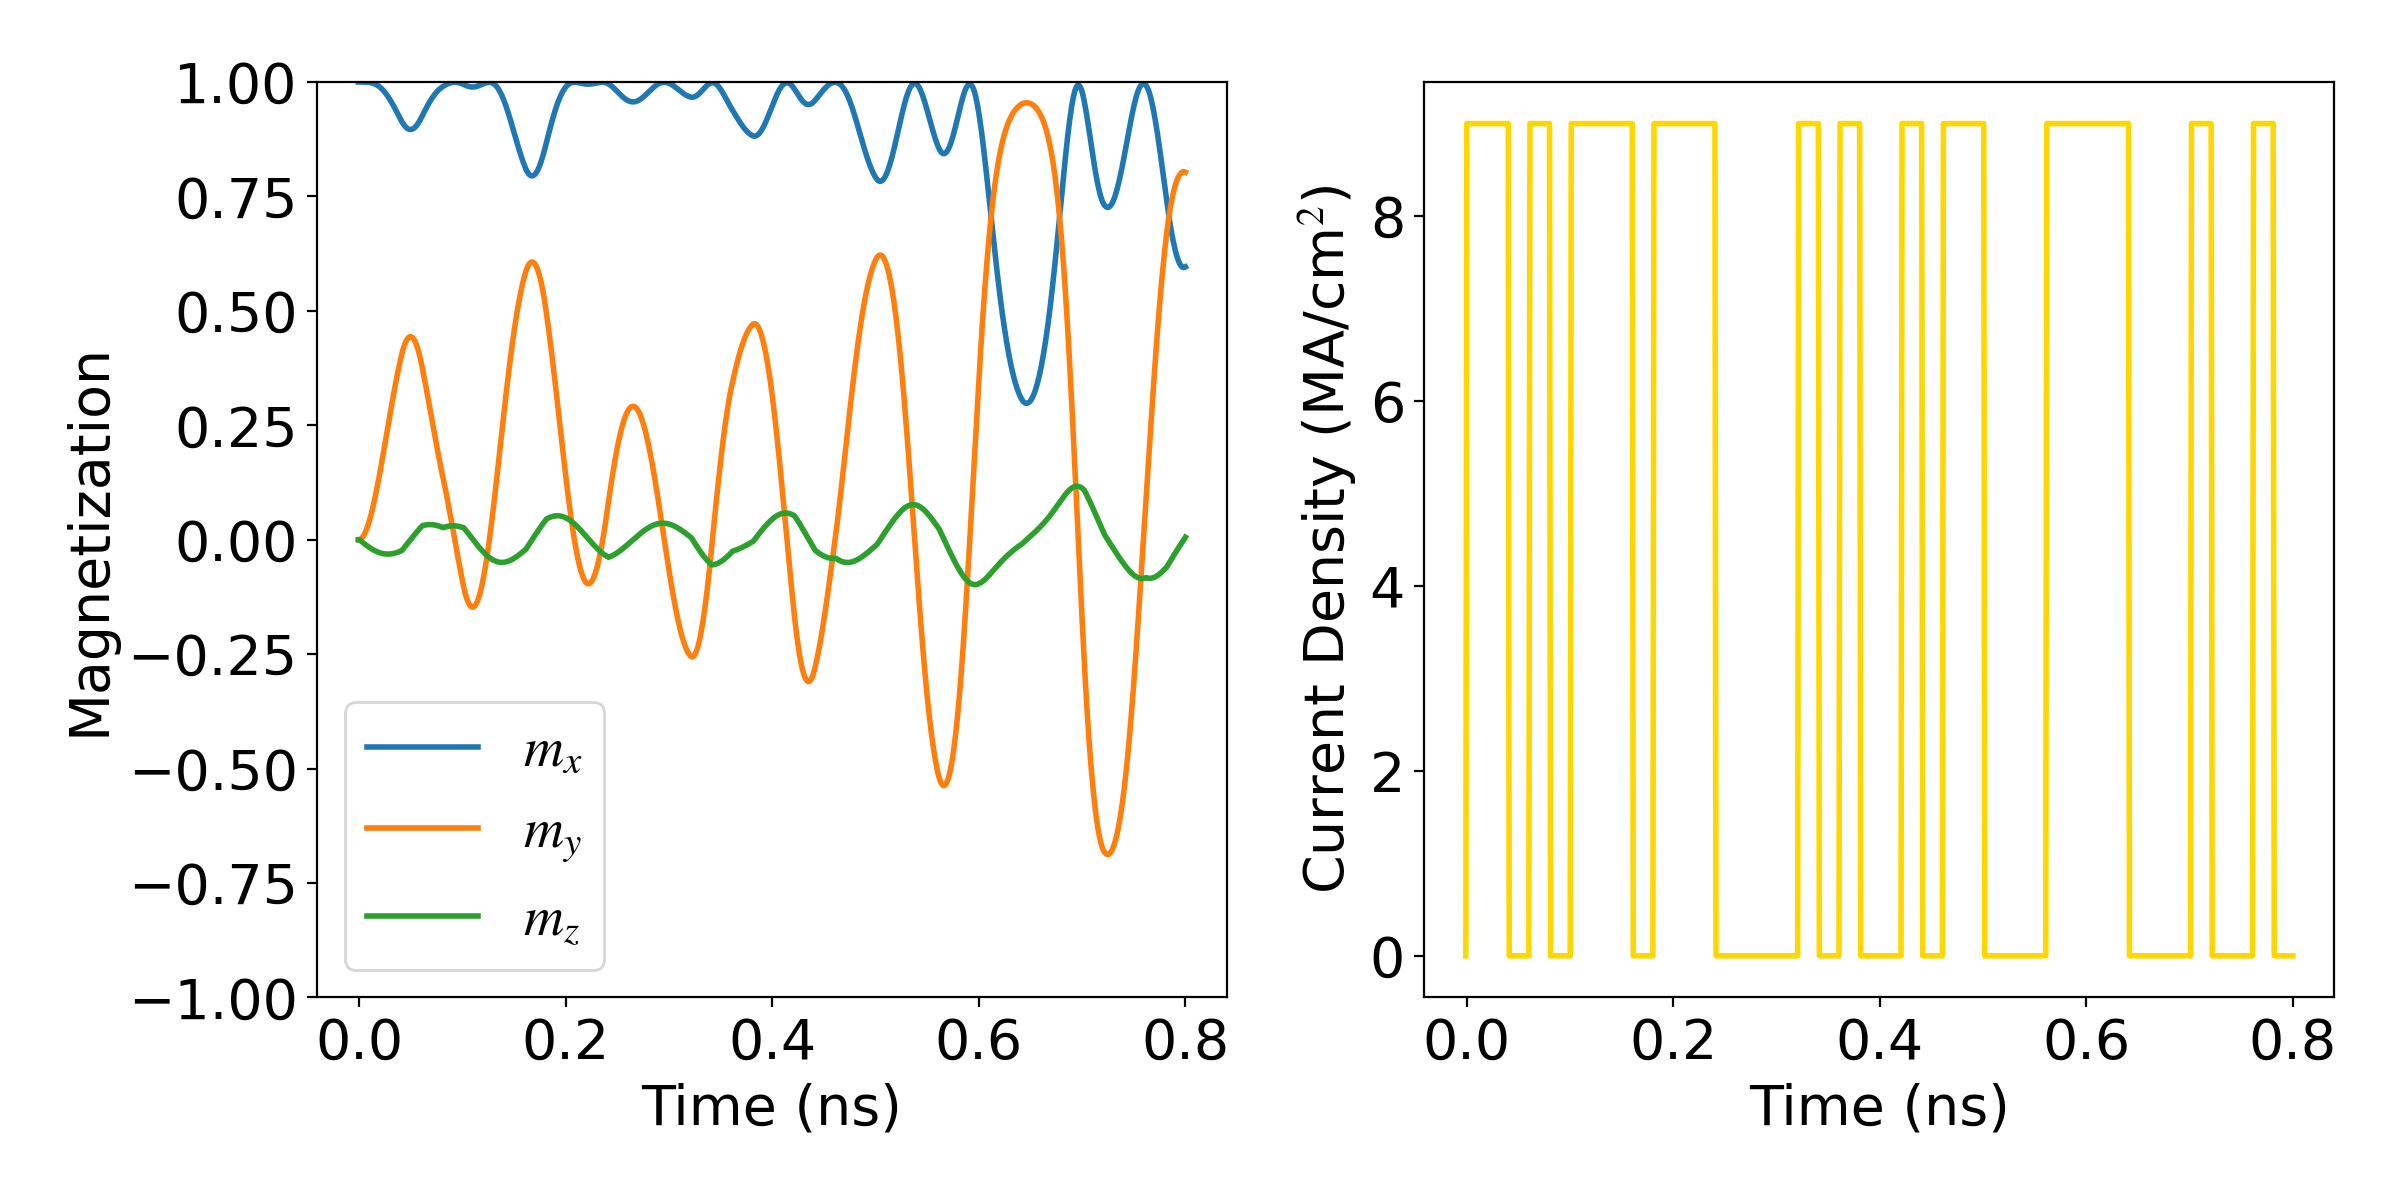 Magnetization
1.00
0.75
0.50
0.25
0.00
−0.25
−0.50
−0.75
−1.00
0.0 0.2 0.4 0.6 0.8
Time (ns)
m_x
m_y
m_z
Current Density (MA/cm²)
8
6
4
2
0
0.0 0.2 0.4 0.6 0.8
Time (ns)